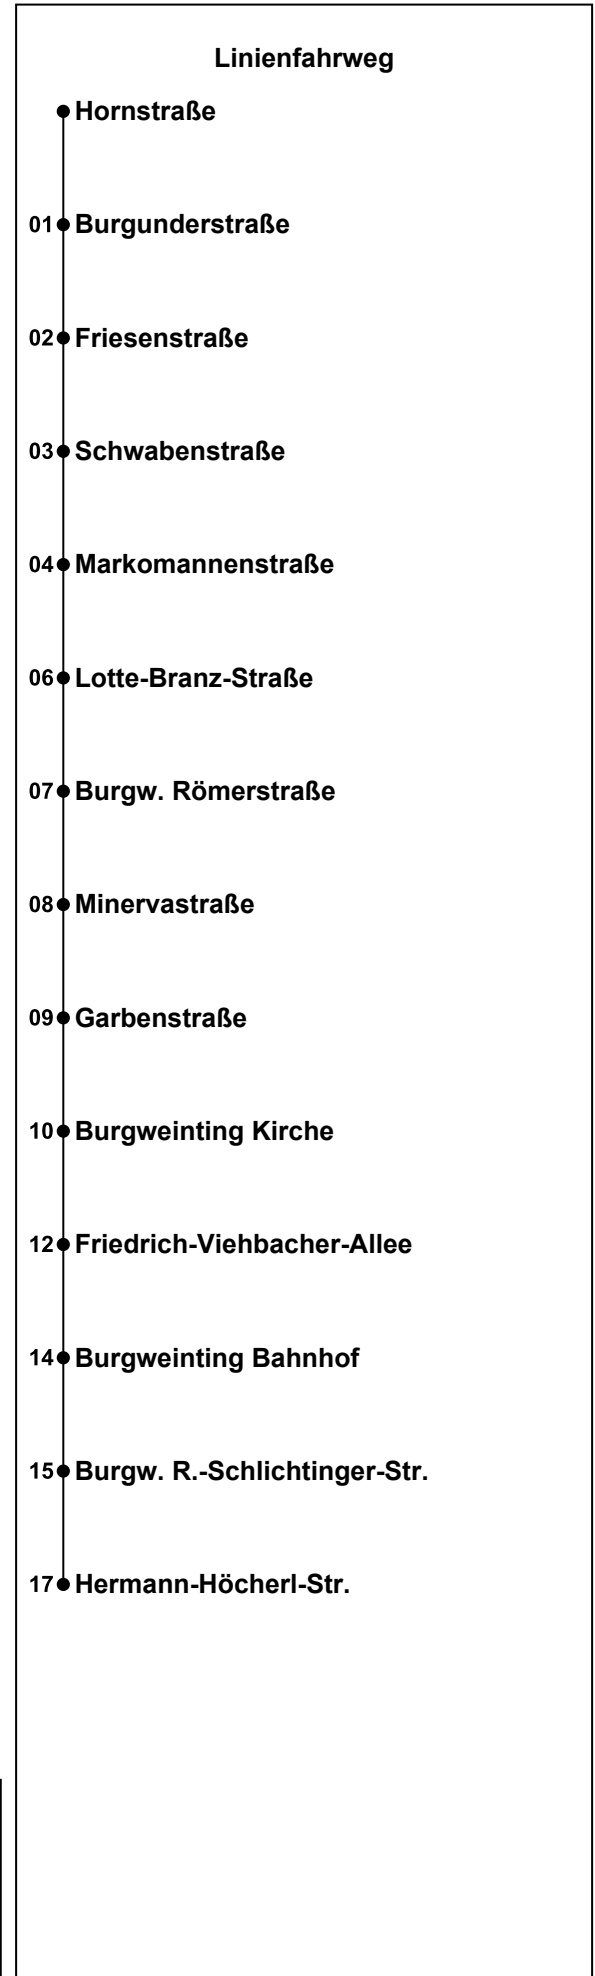 Linienfahrweg
Hornstraße
01 Burgunderstraße
02 Friesenstraße
03 Schwabenstraße
04 Markomannenstraße
06 Lotte-Branz-Straße
07 Burgw. Römerstraße
08 Minervastraße
09 Garbenstraße
10 Burgweinting Kirche
12 Friedrich-Viehbacher-Allee
14 Burgweinting Bahnhof
15 Burgw. R.-Schlichtinger-Str.
17 Hermann-Höcherl-Str.